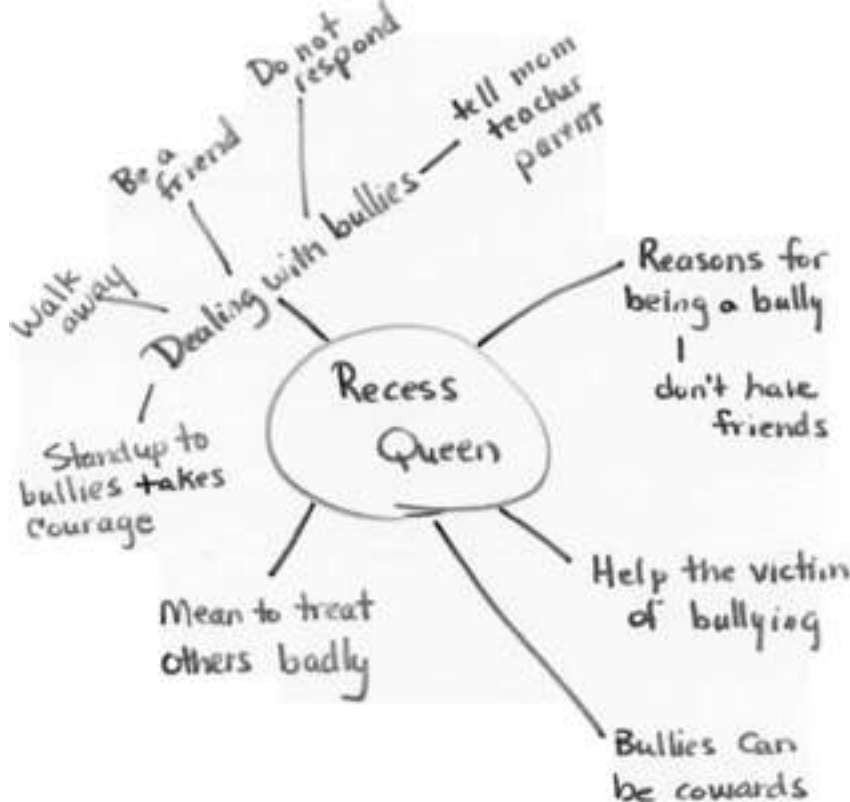 Do not
respond
tell mom
teacher
parent
Be a
friend
Walk
away
Dealing with bullies
Standup to
bullies takes
courage
Recess
Queen
Reasons for
being a bully
don't have
friends
Mean to treat
others badly
Help the victim
of bullying
Bullies can
be cowards